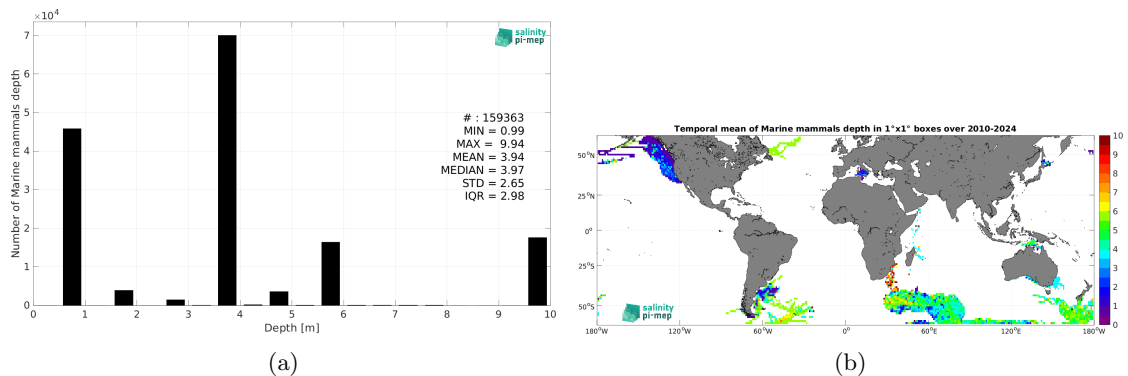 ×10⁴
7
6
5
4
3
2
1
0
Number of Marine mammals depth
salinity
pi-mep
# : 159363
MIN = 0.99
MAX = 9.94
MEAN = 3.94
MEDIAN = 3.97
STD = 2.65
IQR = 2.98
0 1 2 3 4 5 6 7 8 9 10
Depth [m]
(a)
Temporal mean of Marine mammals depth in 1°x1° boxes over 2010-2024
50°N
25°N
0°
25°S
50°S
salinity
pi-mep
180°W 120°W 60°W 0° 60°E 120°E 180°W
10
9
8
7
6
5
4
3
2
1
0
(b)